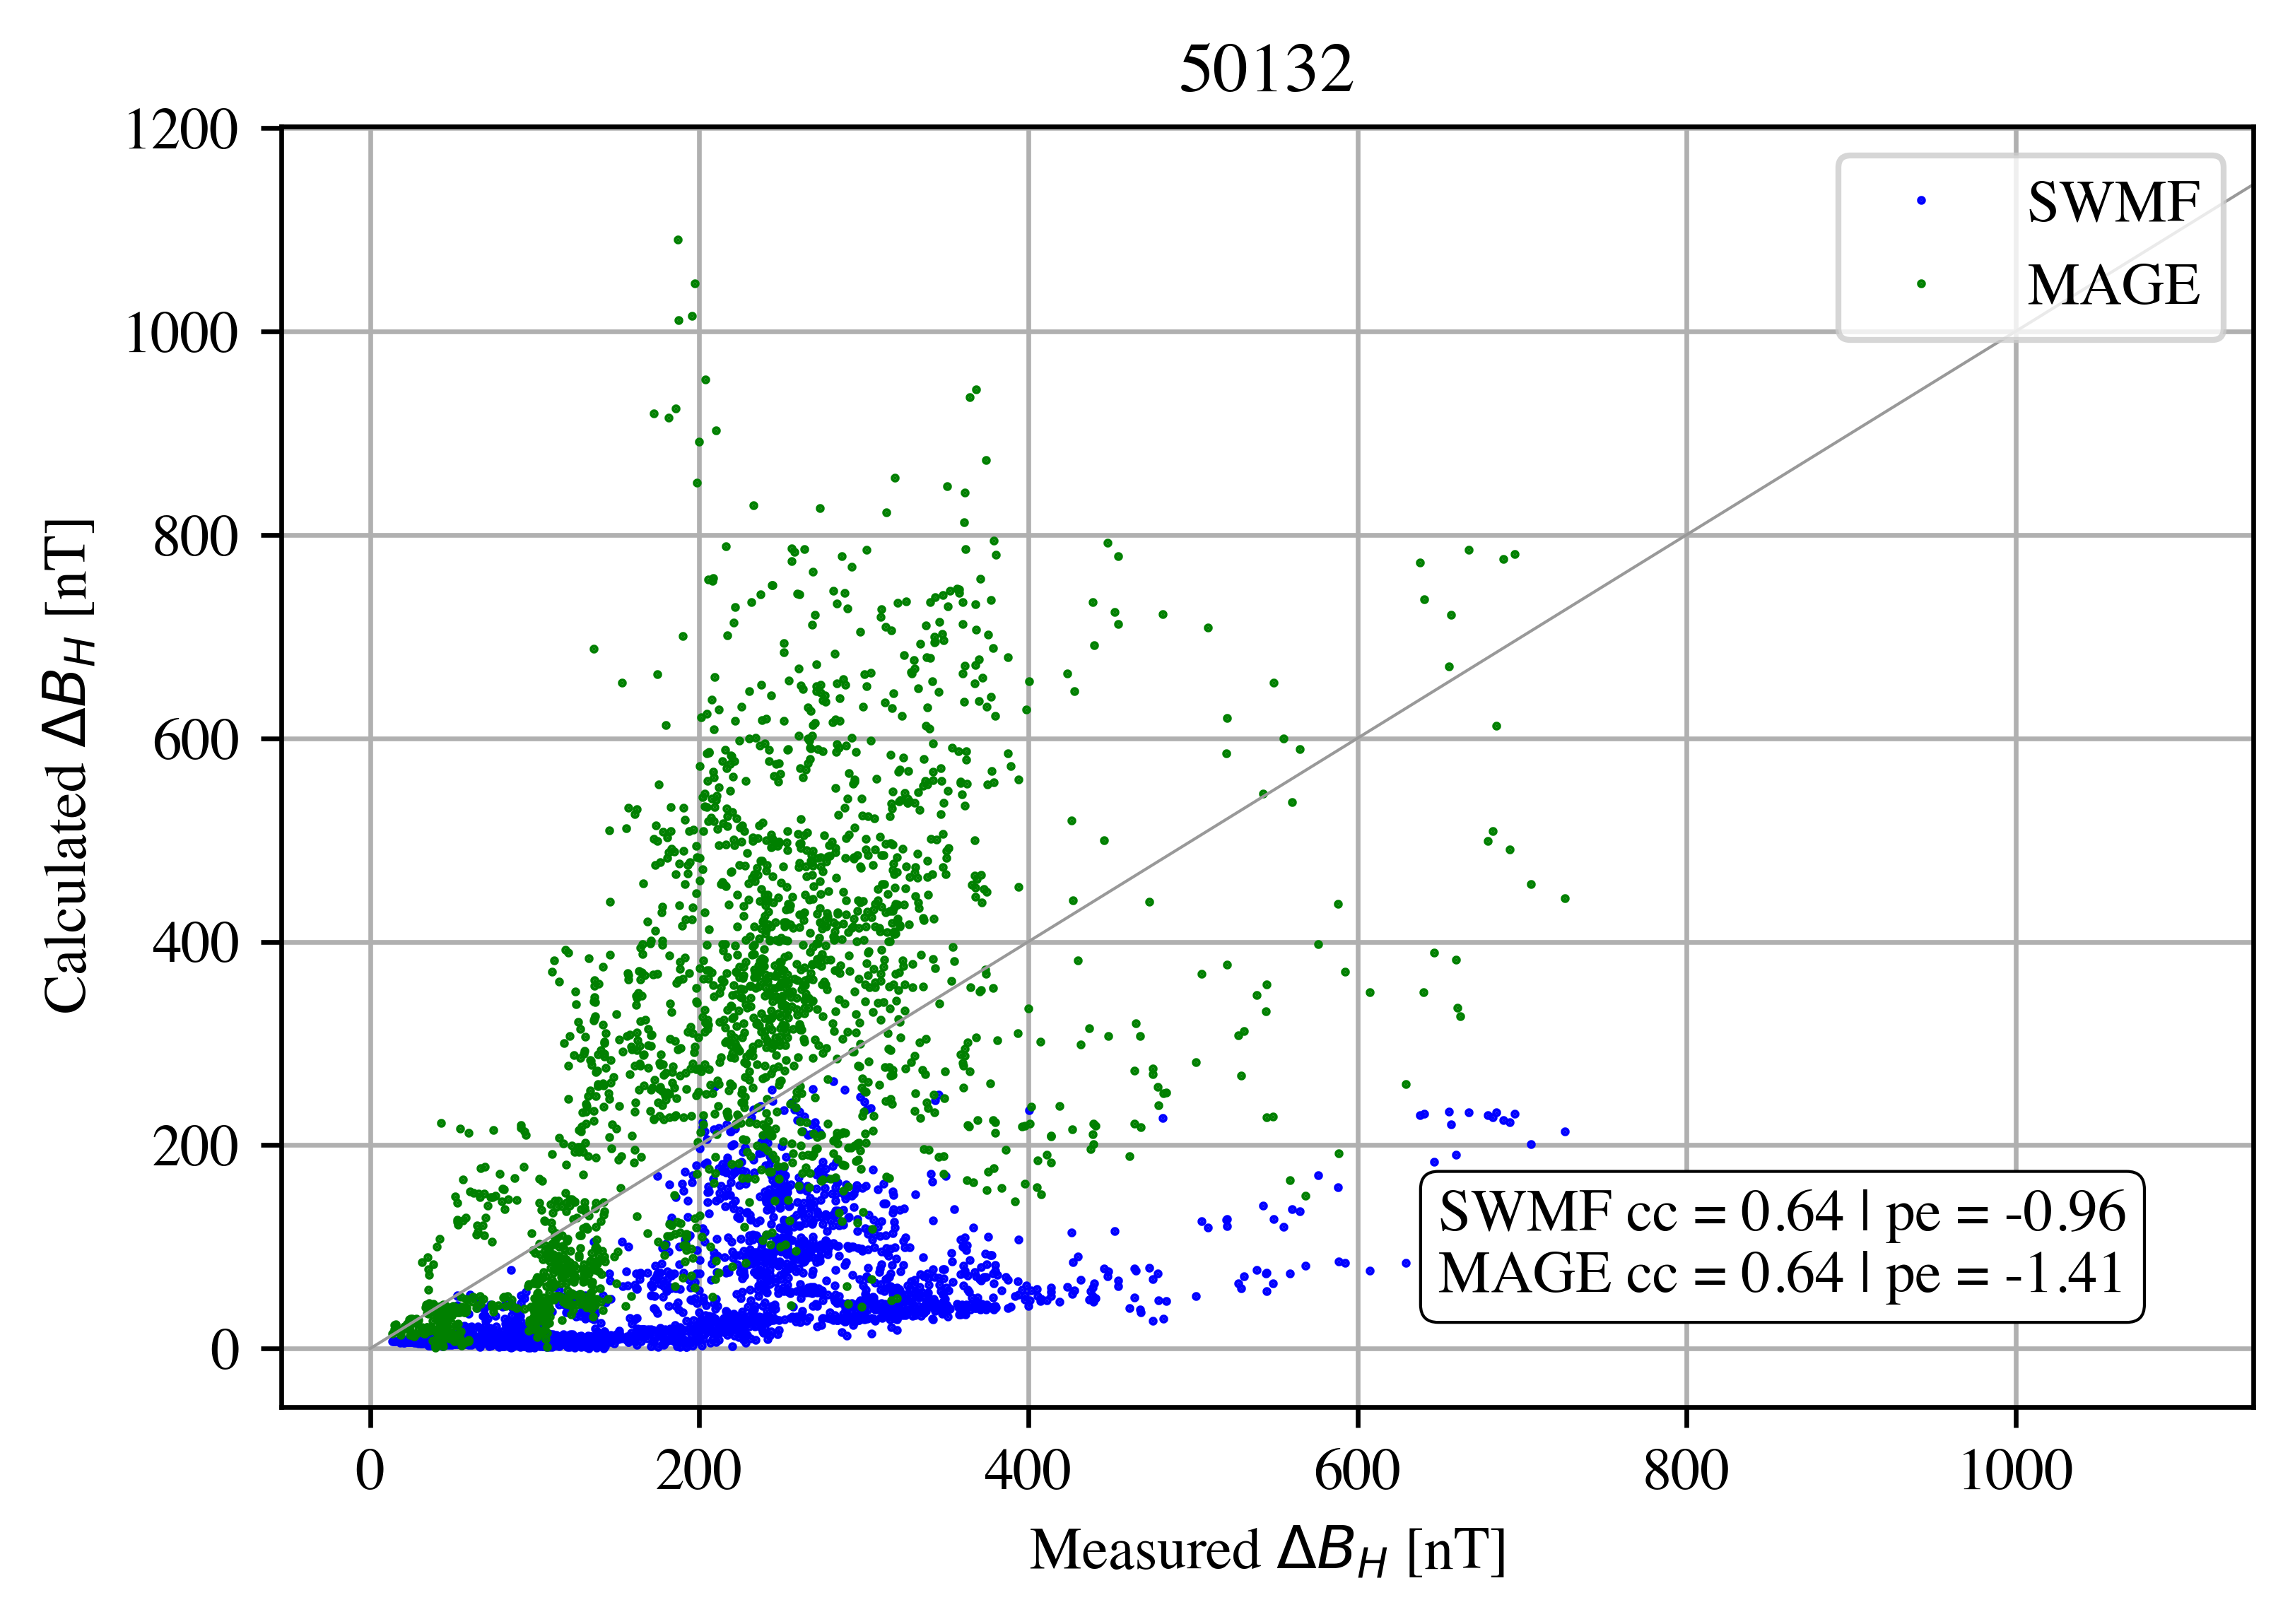 50132
1200
1000
800
600
400
200
0
Calculated ΔB_H [nT]
SWMF
MAGE
SWMF cc = 0.64 | pe = -0.96
MAGE cc = 0.64 | pe = -1.41
0 200 400 600 800 1000
Measured ΔB_H [nT]